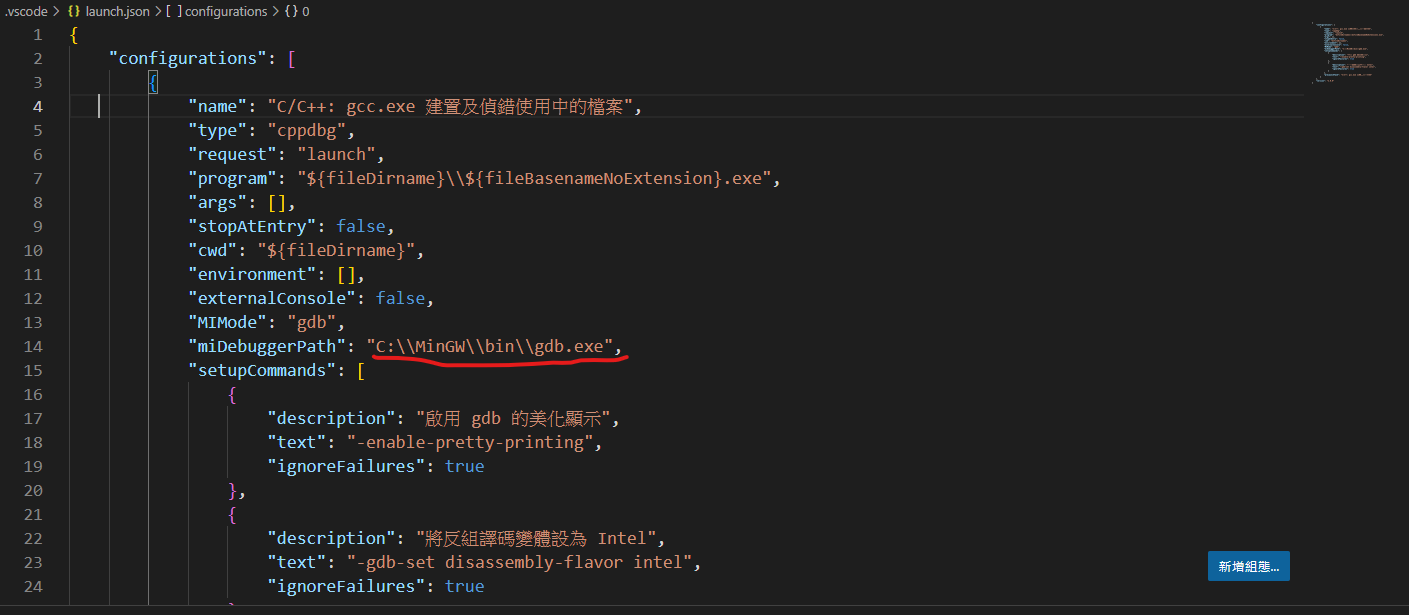 .vscode > {} launch.json > [ ] configurations > {} 0
1 {
2 "configurations": [
3 {
4 "name": "C/C++: gcc.exe 建置及偵錯使用中的檔案",
5 "type": "cppdbg",
6 "request": "launch",
7 "program": "${fileDirname}\\${fileBasenameNoExtension}.exe",
8 "args": [],
9 "stopAtEntry": false,
10 "cwd": "${fileDirname}",
11 "environment": [],
12 "externalConsole": false,
13 "MIMode": "gdb",
14 "miDebuggerPath": "C:\\MinGW\\bin\\gdb.exe",
15 "setupCommands": [
16 {
17 "description": "啟用 gdb 的美化顯示",
18 "text": "-enable-pretty-printing",
19 "ignoreFailures": true
20 },
21 {
22 "description": "將反組譯碼變體設為 Intel",
23 "text": "-gdb-set disassembly-flavor intel",
24 "ignoreFailures": true
新增組態...